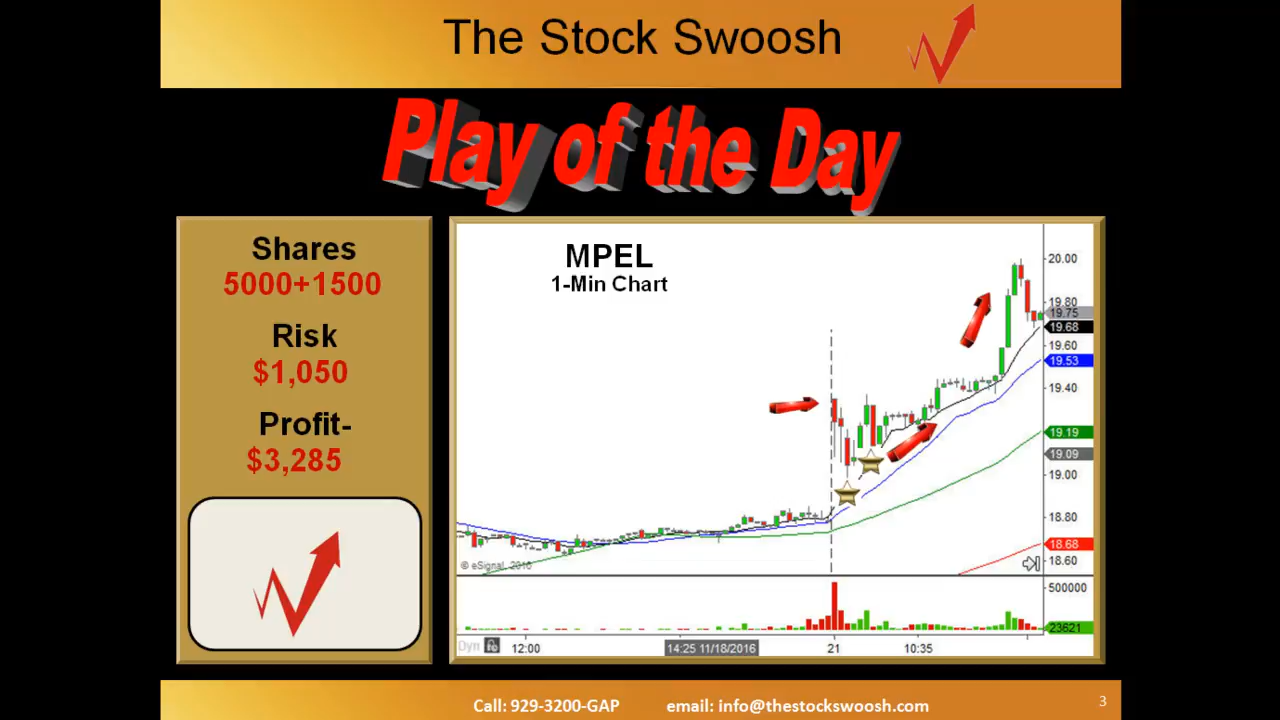 The Stock Swoosh
Play of the Day
Shares
5000+1500
Risk
$1,050
Profit-
$3,285
MPEL
1-Min Chart
20.00
19.80
19.75
19.68
19.60
19.53
19.40
19.19
19.09
19.00
18.80
18.68
18.60
© eSignal, 2016
500000
23621
Dyn
12:00
14:25 11/18/2016
21
10:35
Call: 929-3200-GAP email: info@thestockswoosh.com
3